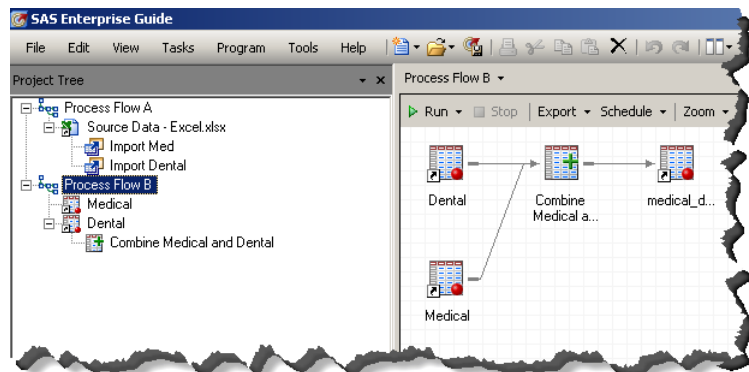 SAS Enterprise Guide
File Edit View Tasks Program Tools Help
Project Tree
Process Flow B
Run Stop Export Schedule Zoom
Process Flow A
Source Data - Excel.xlsx
Import Med
Import Dental
Process Flow B
Medical
Dental
Combine Medical and Dental
Dental
Combine
Medical a...
medical_d...
Medical